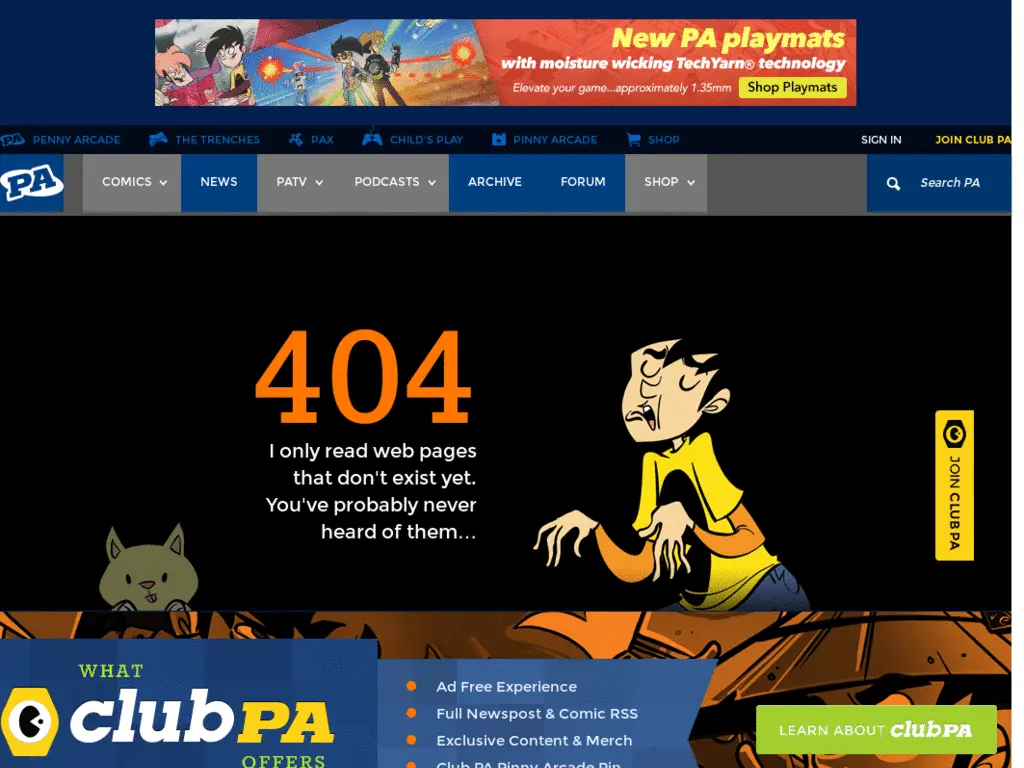 New PA playmats
with moisture wicking TechYarn® technology
Elevate your game...approximately 1.35mm Shop Playmats
PA PENNY ARCADE THE TRENCHES PAX CHILD'S PLAY PINNY ARCADE SHOP SIGN IN JOIN CLUB PA
PA COMICS NEWS PATV PODCASTS ARCHIVE FORUM SHOP Search PA
404
I only read web pages
that don't exist yet.
You've probably never
heard of them...
JOIN CLUB PA
WHAT
clubPA
OFFERS
Ad Free Experience
Full Newspost & Comic RSS
Exclusive Content & Merch
Club PA Pinny Arcade Pin
LEARN ABOUT clubPA